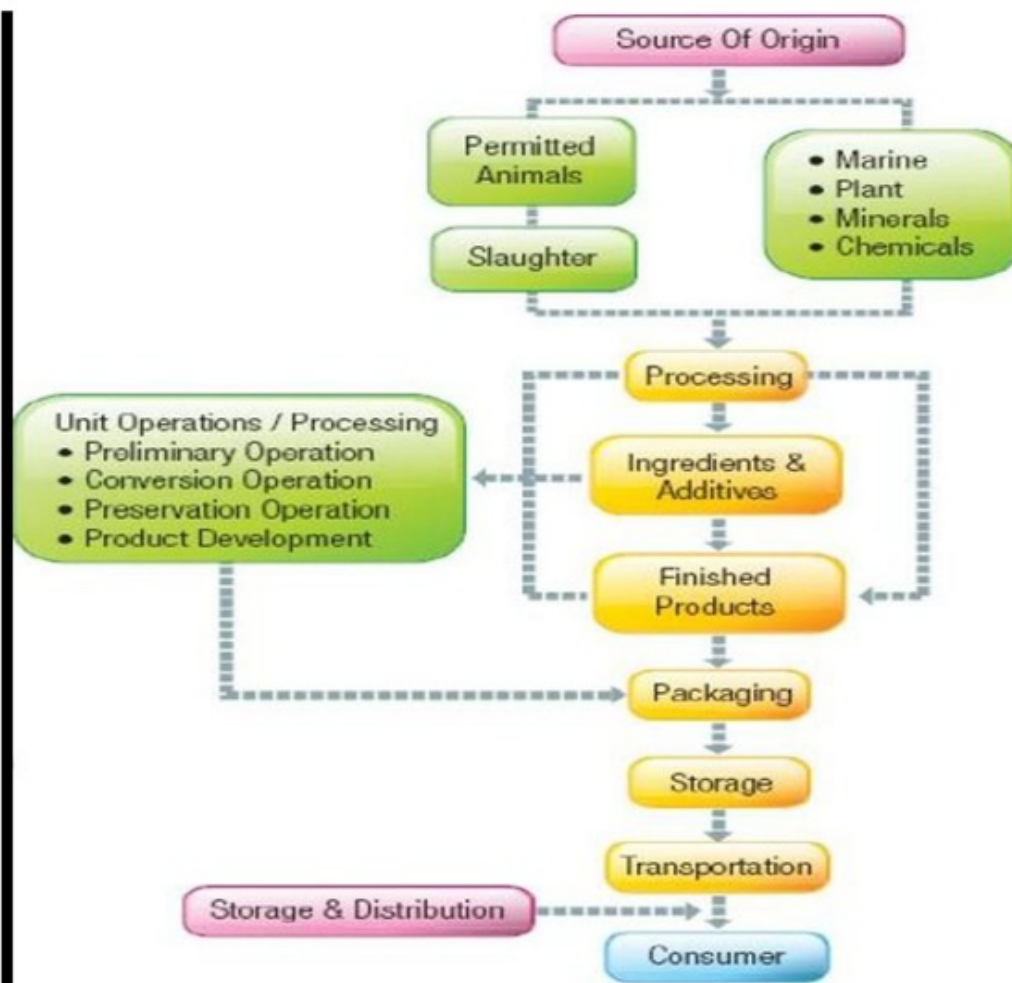 Source Of Origin
Permitted
Animals
• Marine
• Plant
• Minerals
• Chemicals
Slaughter
Processing
Unit Operations / Processing
• Preliminary Operation
• Conversion Operation
• Preservation Operation
• Product Development
Ingredients &
Additives
Finished
Products
Packaging
Storage
Transportation
Storage & Distribution
Consumer